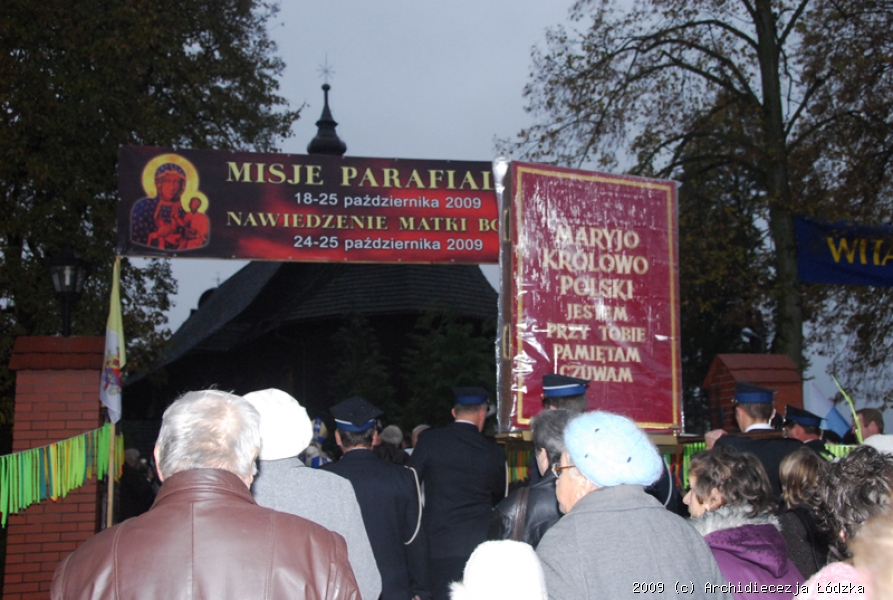 MISJE PARAFIAL
18-25 października 2009
NAWIEDZENIE MATKI BO
24-25 października 2009
MARYJO
KRÓLOWO
POLSKI
JESTEM
PRZY TOBIE
PAMIĘTAM
CZUWAM
WITA
2009 (c) Archidiecezja Łódzka